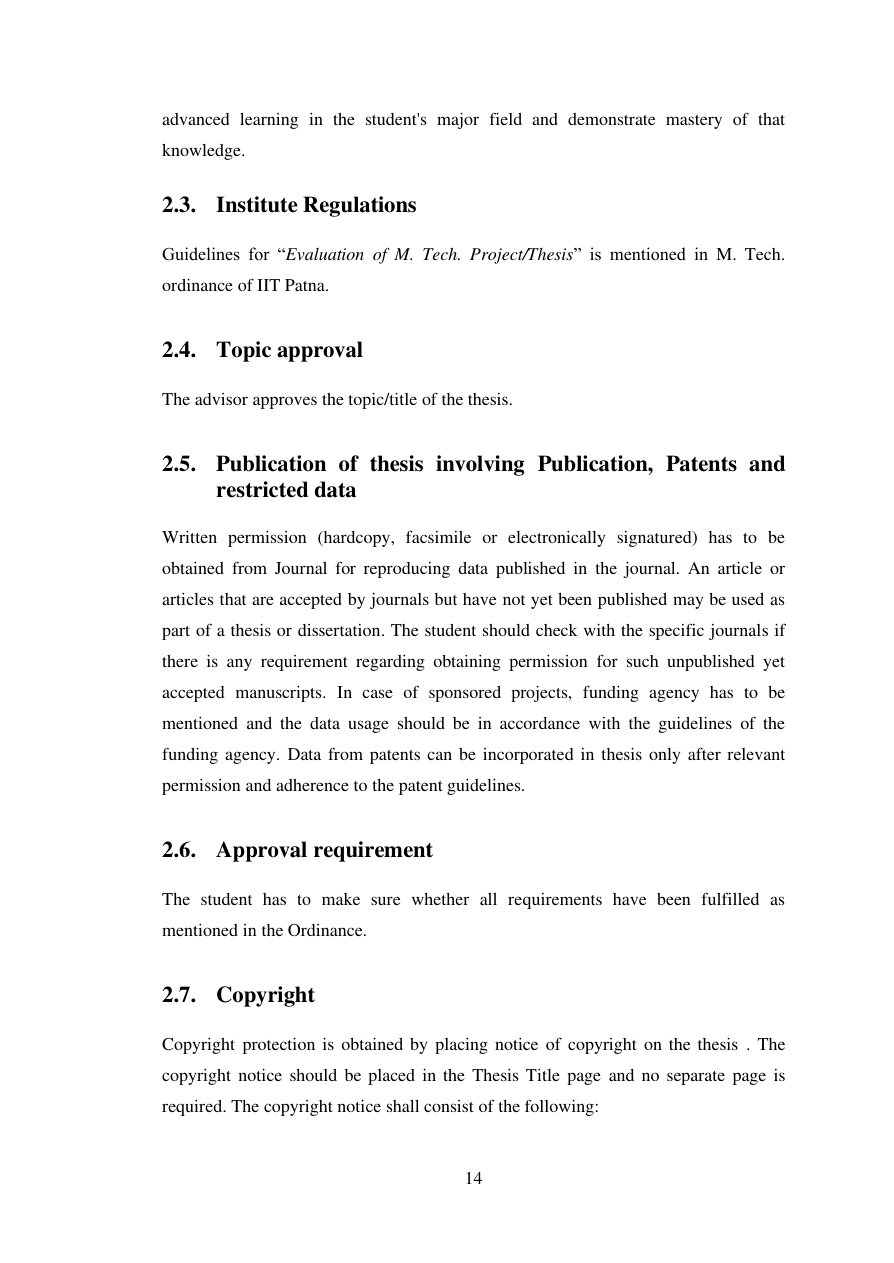 advanced learning in the student's major field and demonstrate mastery of that
knowledge.
2.3. Institute Regulations
Guidelines for “Evaluation of M. Tech. Project/Thesis” is mentioned in M. Tech.
ordinance of IIT Patna.
2.4. Topic approval
The advisor approves the topic/title of the thesis.
2.5. Publication of thesis involving Publication, Patents and
restricted data
Written permission (hardcopy, facsimile or electronically signatured) has to be
obtained from Journal for reproducing data published in the journal. An article or
articles that are accepted by journals but have not yet been published may be used as
part of a thesis or dissertation. The student should check with the specific journals if
there is any requirement regarding obtaining permission for such unpublished yet
accepted manuscripts. In case of sponsored projects, funding agency has to be
mentioned and the data usage should be in accordance with the guidelines of the
funding agency. Data from patents can be incorporated in thesis only after relevant
permission and adherence to the patent guidelines.
2.6. Approval requirement
The student has to make sure whether all requirements have been fulfilled as
mentioned in the Ordinance.
2.7. Copyright
Copyright protection is obtained by placing notice of copyright on the thesis . The
copyright notice should be placed in the Thesis Title page and no separate page is
required. The copyright notice shall consist of the following:
14